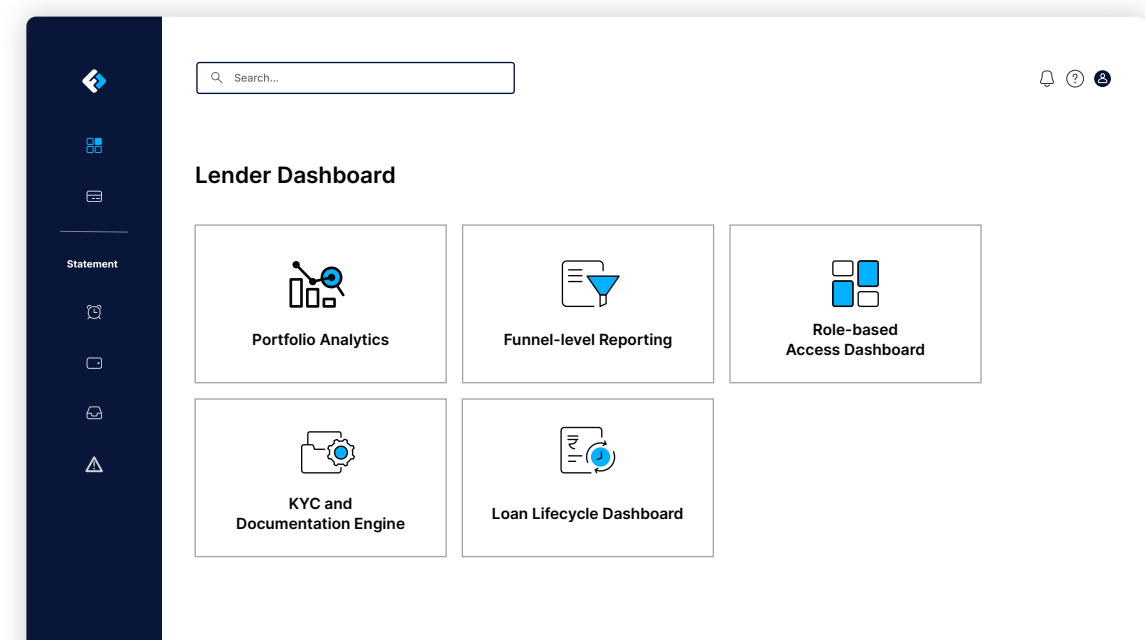 Search...
Lender Dashboard
Statement
Portfolio Analytics
Funnel-level Reporting
Role-based
Access Dashboard
KYC and
Documentation Engine
₹
Loan Lifecycle Dashboard